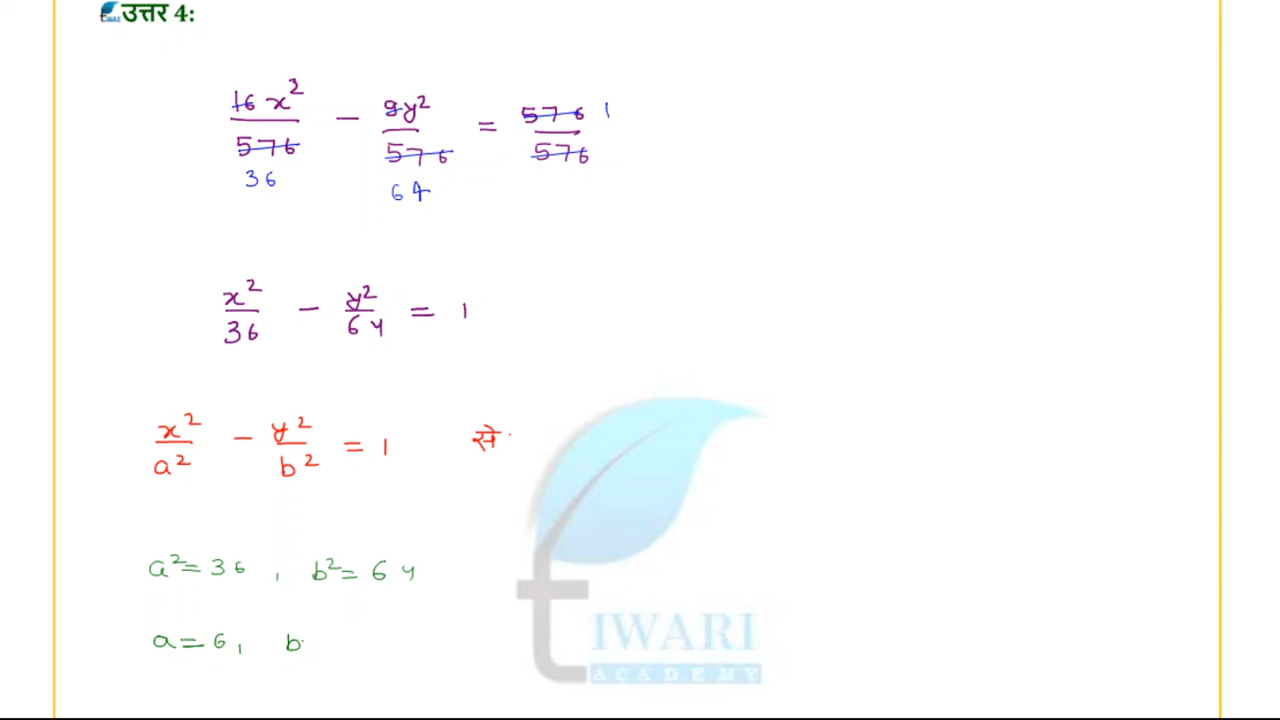 उत्तर 4:
16x²/576 − 9y²/576 = 576/576 1
36 64
x²/36 − y²/64 = 1
x²/a² − y²/b² = 1 से
a² = 36 , b² = 64
a = 6, b
TIWARI
ACADEMY